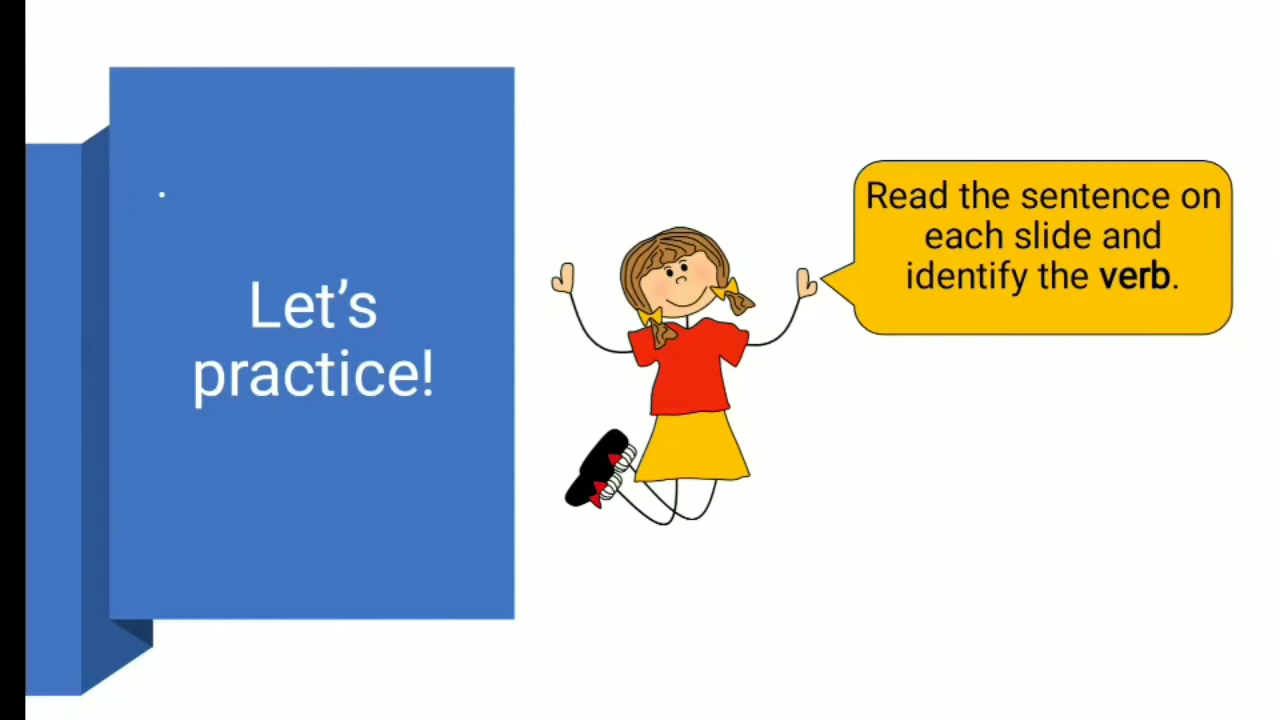 Let’s
practice!
Read the sentence on
each slide and
identify the verb.